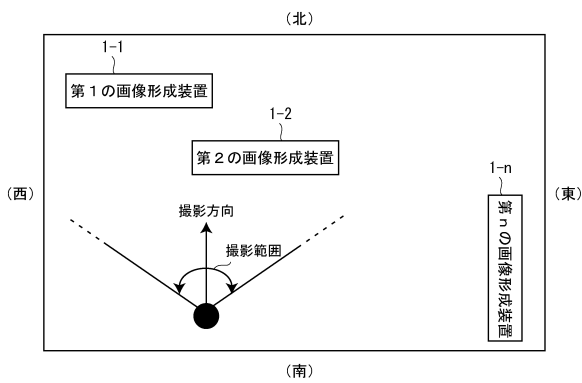 (北)
1-1
第1の画像形成装置
1-2
第2の画像形成装置
(西)
1-n
(東)
第nの画像形成装置
撮影方向
撮影範囲
(南)